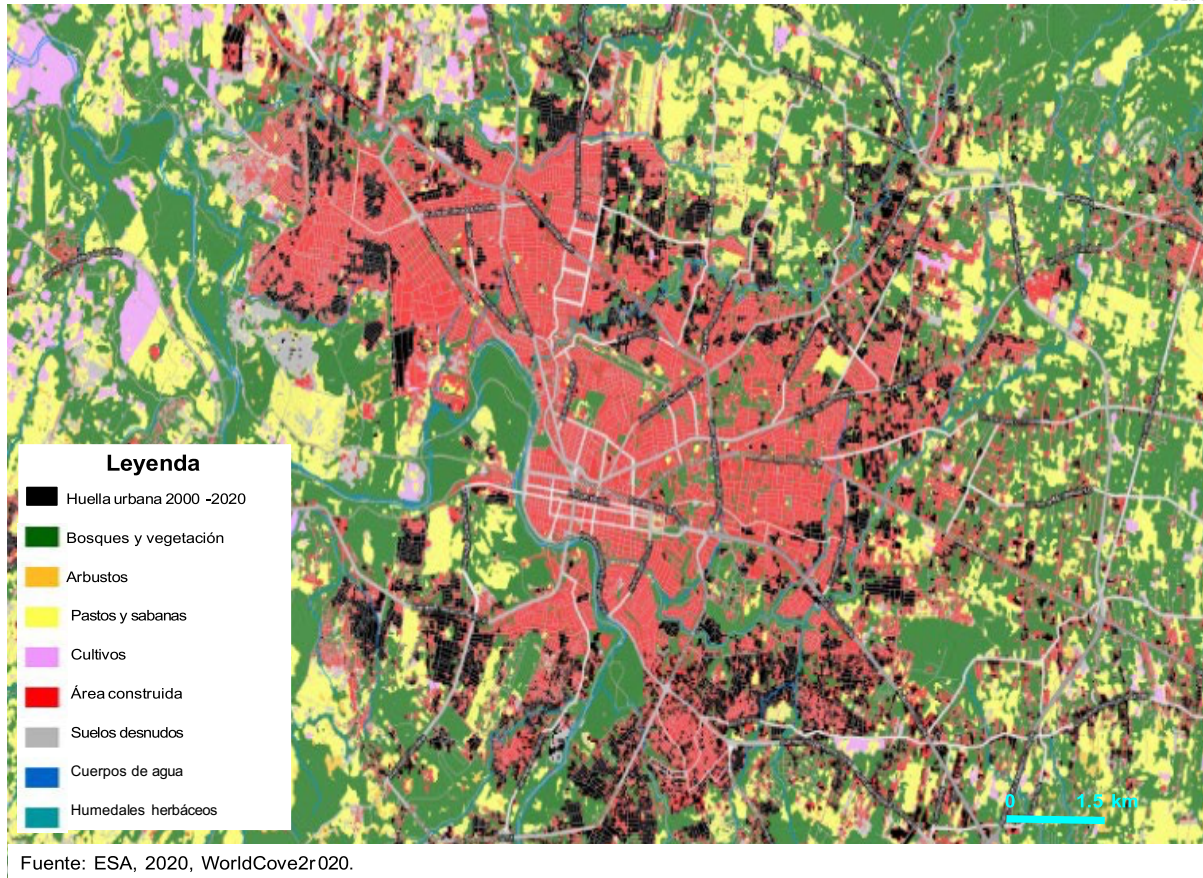 Leyenda
Huella urbana 2000 -2020
Bosques y vegetación
Arbustos
Pastos y sabanas
Cultivos
Área construida
Suelos desnudos
Cuerpos de agua
Humedales herbáceos
0 1.5 km
Fuente: ESA, 2020, WorldCove2r020.